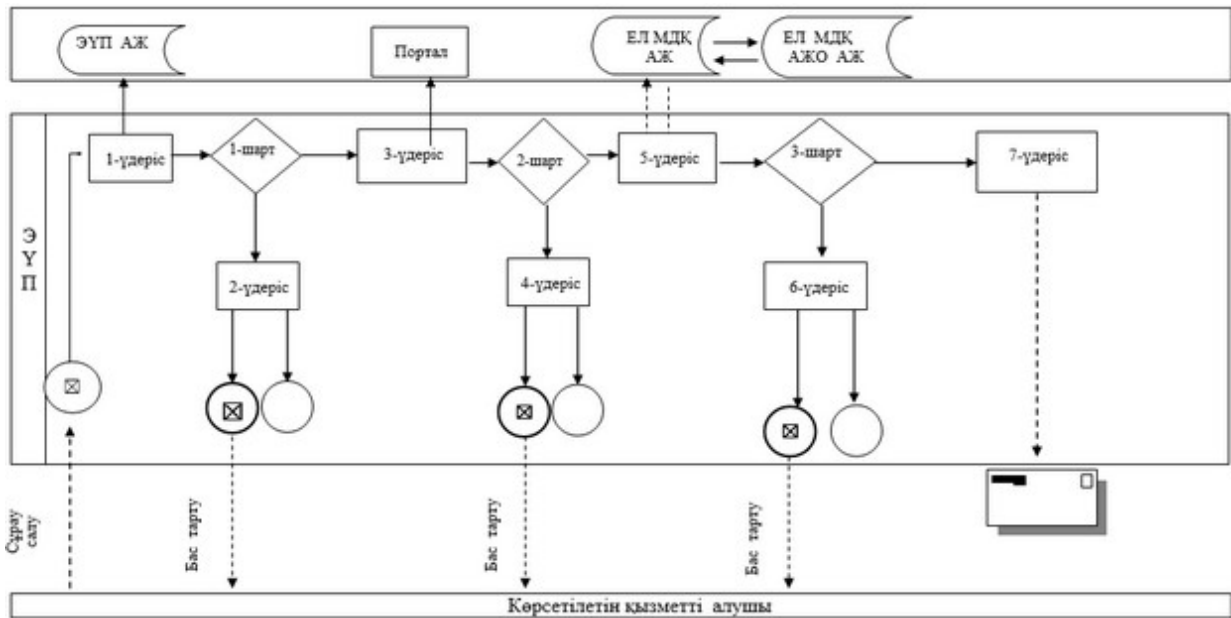 ЭҮП АЖ
Портал
ЕЛ МДҚ
АЖ
ЕЛ МДҚ
АЖО АЖ
1-үдеріс
1-шарт
3-үдеріс
2-шарт
5-үдеріс
3-шарт
7-үдеріс
Э
Ү
П
2-үдеріс
4-үдеріс
6-үдеріс
Сұрау
салу
Бас тарту
Бас тарту
Бас тарту
Көрсетілетін қызметті алушы